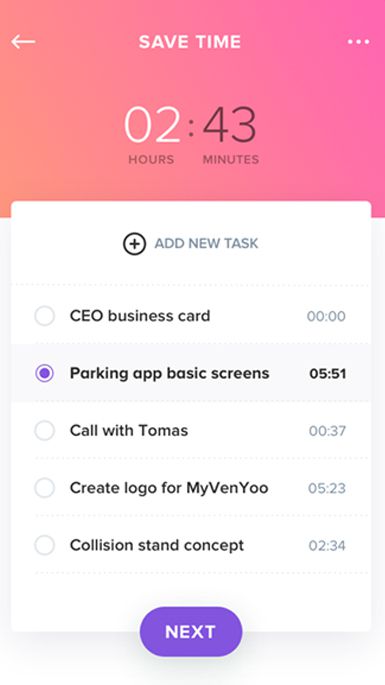 SAVE TIME
02 : 43
HOURS MINUTES
ADD NEW TASK
CEO business card 00:00
Parking app basic screens 05:51
Call with Tomas 00:37
Create logo for MyVenYoo 05:23
Collision stand concept 02:34
NEXT